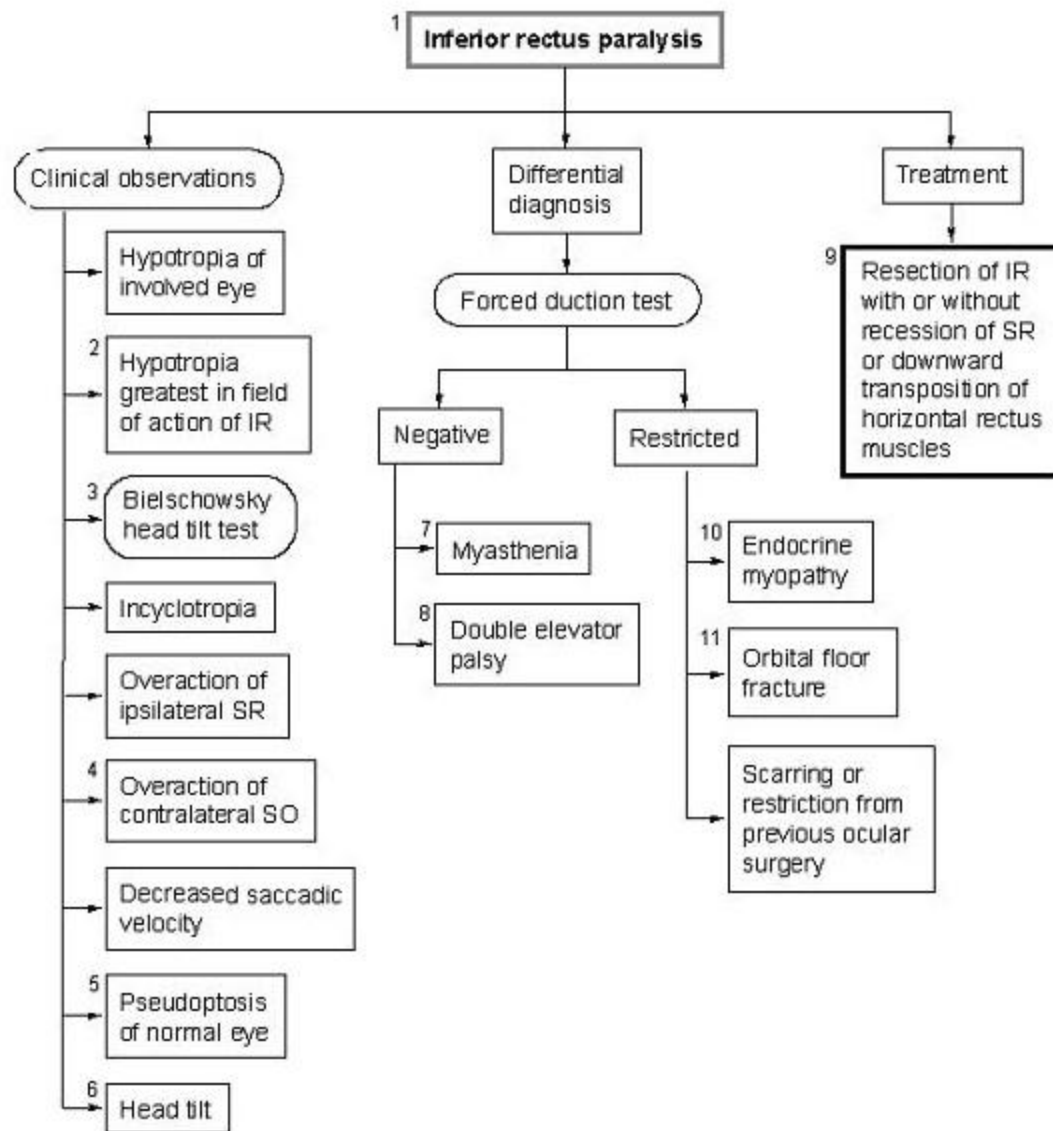 1
Inferior rectus paralysis
Clinical observations
Hypotropia of
involved eye
2
Hypotropia
greatest in field
of action of IR
3
Bielschowsky
head tilt test
Incyclotropia
Overaction of
ipsilateral SR
4
Overaction of
contralateral SO
Decreased saccadic
velocity
5
Pseudoptosis
of normal eye
6
Head tilt
Differential
diagnosis
Forced duction test
Negative
7
Myasthenia
8
Double elevator
palsy
Restricted
10
Endocrine
myopathy
11
Orbital floor
fracture
Scarring or
restriction from
previous ocular
surgery
Treatment
9
Resection of IR
with or without
recession of SR
or downward
transposition of
horizontal rectus
muscles